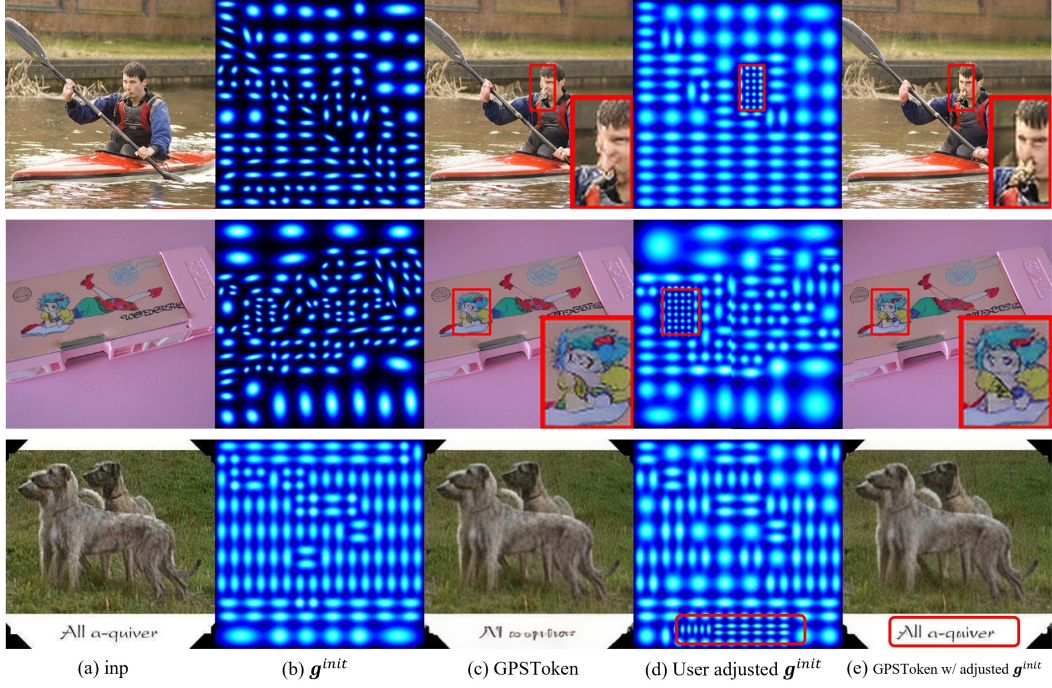 All a-quiver
All a-quiver
(a) inp
(b) g^init
(c) GPSToken
(d) User adjusted g^init
(e) GPSToken w/ adjusted g^init